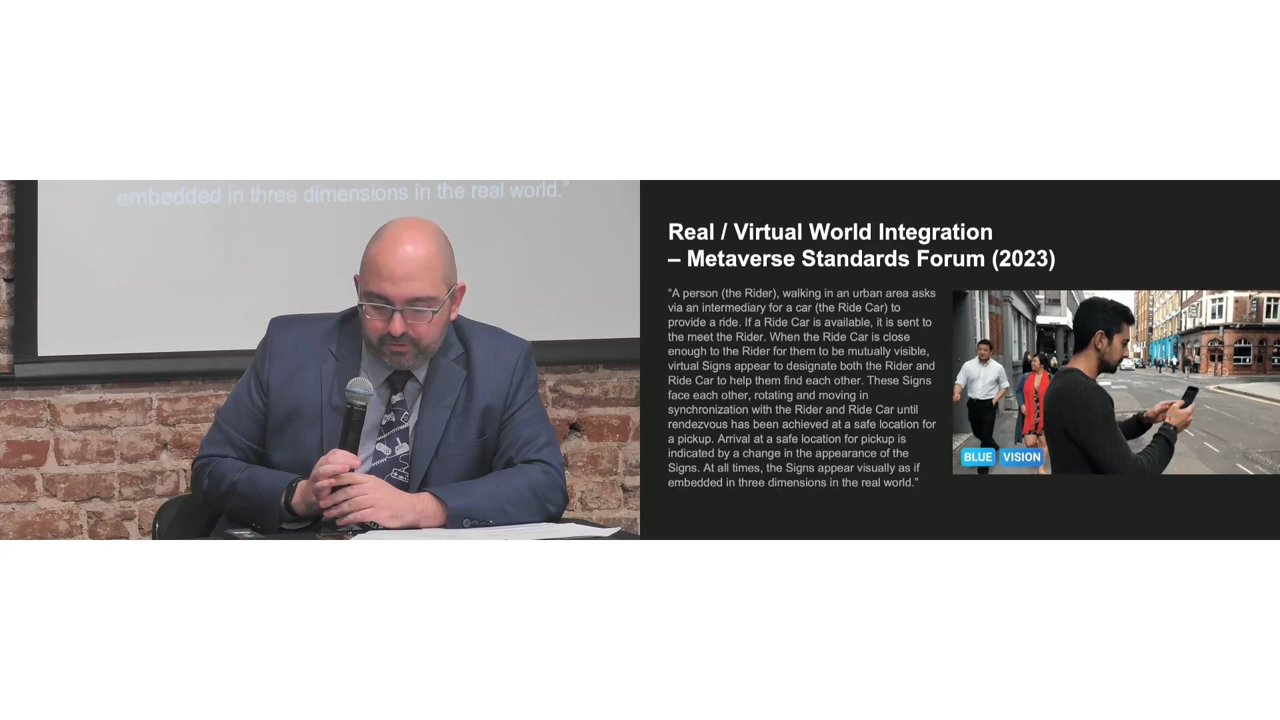 embedded in three dimensions in the real world.”
Real / Virtual World Integration
– Metaverse Standards Forum (2023)
“A person (the Rider), walking in an urban area asks
via an intermediary for a car (the Ride Car) to
provide a ride. If a Ride Car is available, it is sent to
the meet the Rider. When the Ride Car is close
enough to the Rider for them to be mutually visible,
virtual Signs appear to designate both the Rider and
Ride Car to help them find each other. These Signs
face each other, rotating and moving in
synchronization with the Rider and Ride Car until
rendezvous has been achieved at a safe location for
a pickup. Arrival at a safe location for pickup is
indicated by a change in the appearance of the
Signs. At all times, the Signs appear visually as if
embedded in three dimensions in the real world.”
BLUE VISION